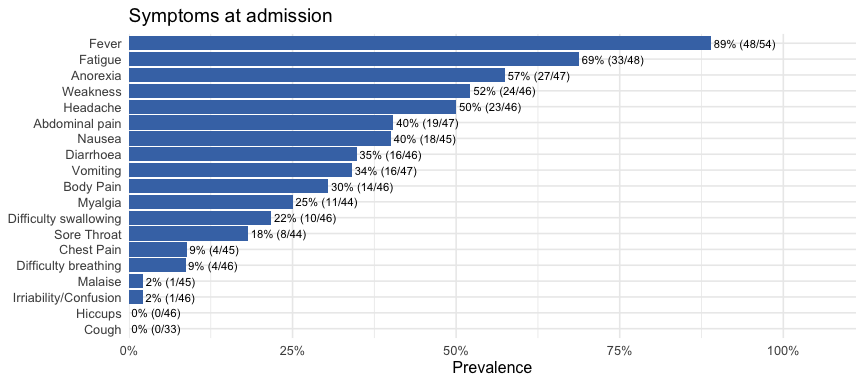 Symptoms at admission
Fever 89% (48/54)
Fatigue 69% (33/48)
Anorexia 57% (27/47)
Weakness 52% (24/46)
Headache 50% (23/46)
Abdominal pain 40% (19/47)
Nausea 40% (18/45)
Diarrhoea 35% (16/46)
Vomiting 34% (16/47)
Body Pain 30% (14/46)
Myalgia 25% (11/44)
Difficulty swallowing 22% (10/46)
Sore Throat 18% (8/44)
Chest Pain 9% (4/45)
Difficulty breathing 9% (4/46)
Malaise 2% (1/45)
Irriability/Confusion 2% (1/46)
Hiccups 0% (0/46)
Cough 0% (0/33)
0% 25% 50% 75% 100%
Prevalence